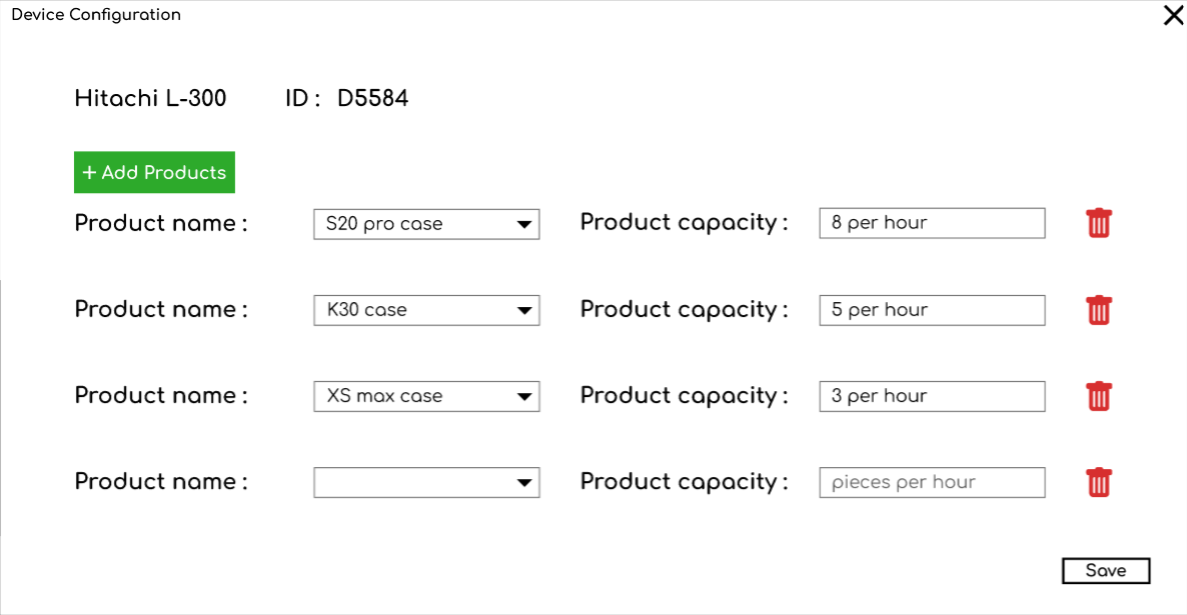 Device Configuration
Hitachi L-300 ID : D5584
+ Add Products
Product name : S20 pro case Product capacity : 8 per hour
Product name : K30 case Product capacity : 5 per hour
Product name : XS max case Product capacity : 3 per hour
Product name : Product capacity : pieces per hour
Save